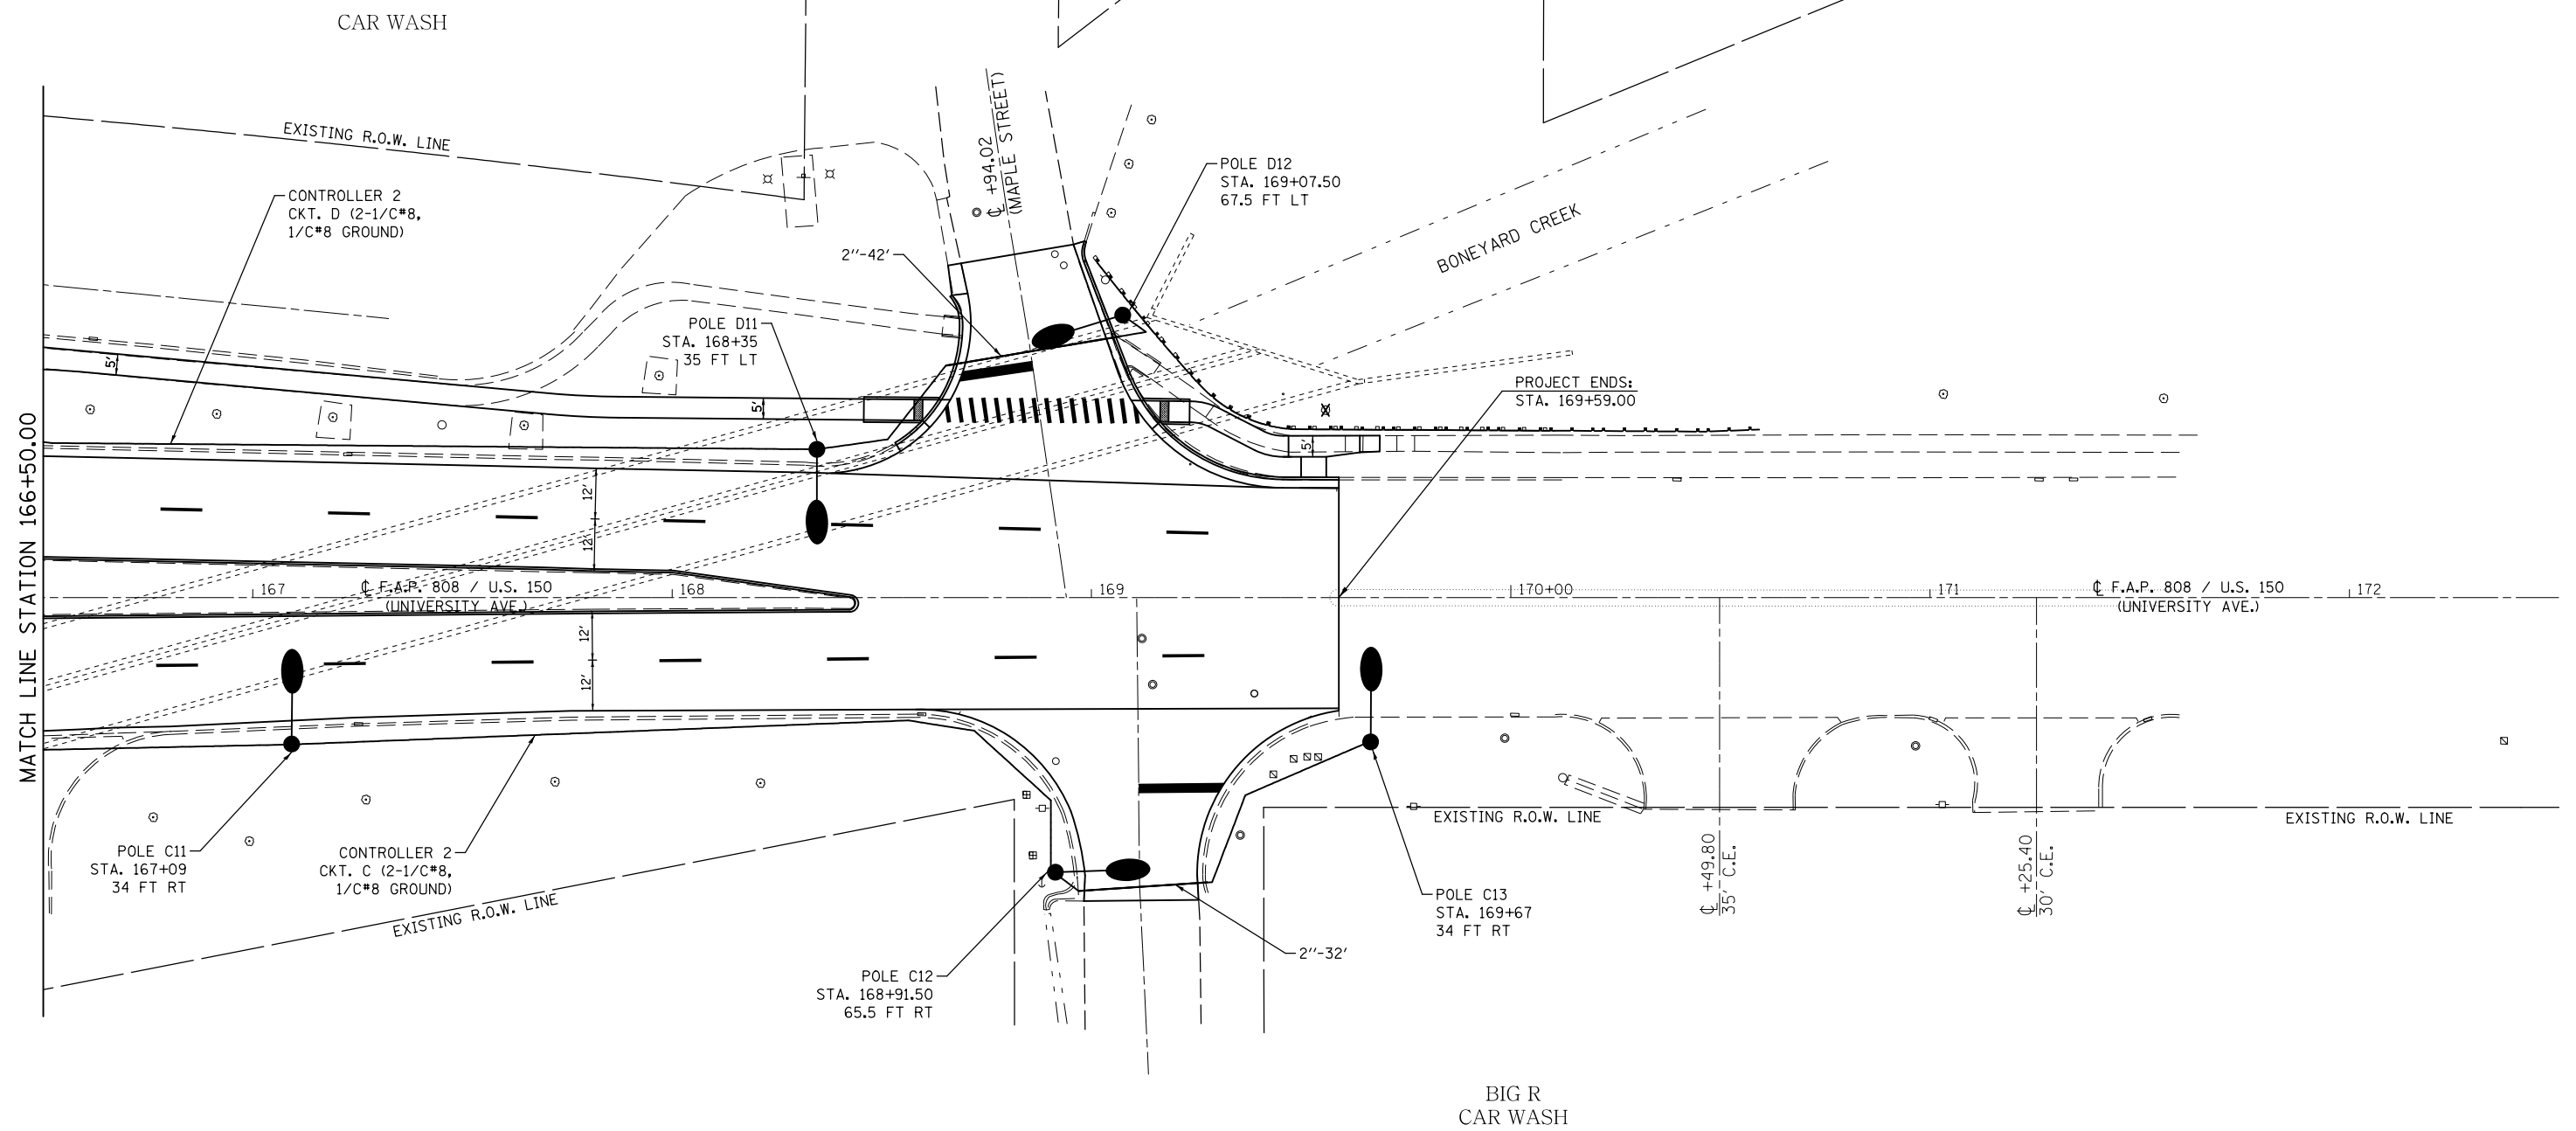 CAR WASH
EXISTING R.O.W. LINE
CONTROLLER 2
CKT. D (2-1/C#8,
1/C#8 GROUND)
℄ +94.02
(MAPLE STREET)
POLE D12
STA. 169+07.50
67.5 FT LT
BONEYARD CREEK
2''-42'
POLE D11
STA. 168+35
35 FT LT
5'
5'
5'
PROJECT ENDS:
STA. 169+59.00
MATCH LINE STATION 166+50.00
12'
12'
167
℄ F.A.P. 808 / U.S. 150
(UNIVERSITY AVE.)
168
169
170+00
171
℄ F.A.P. 808 / U.S. 150
(UNIVERSITY AVE.)
172
12'
12'
POLE C11
STA. 167+09
34 FT RT
CONTROLLER 2
CKT. C (2-1/C#8,
1/C#8 GROUND)
EXISTING R.O.W. LINE
EXISTING R.O.W. LINE
EXISTING R.O.W. LINE
℄ +49.80
35' C.E.
℄ +25.40
30' C.E.
POLE C13
STA. 169+67
34 FT RT
2''-32'
POLE C12
STA. 168+91.50
65.5 FT RT
BIG R
CAR WASH